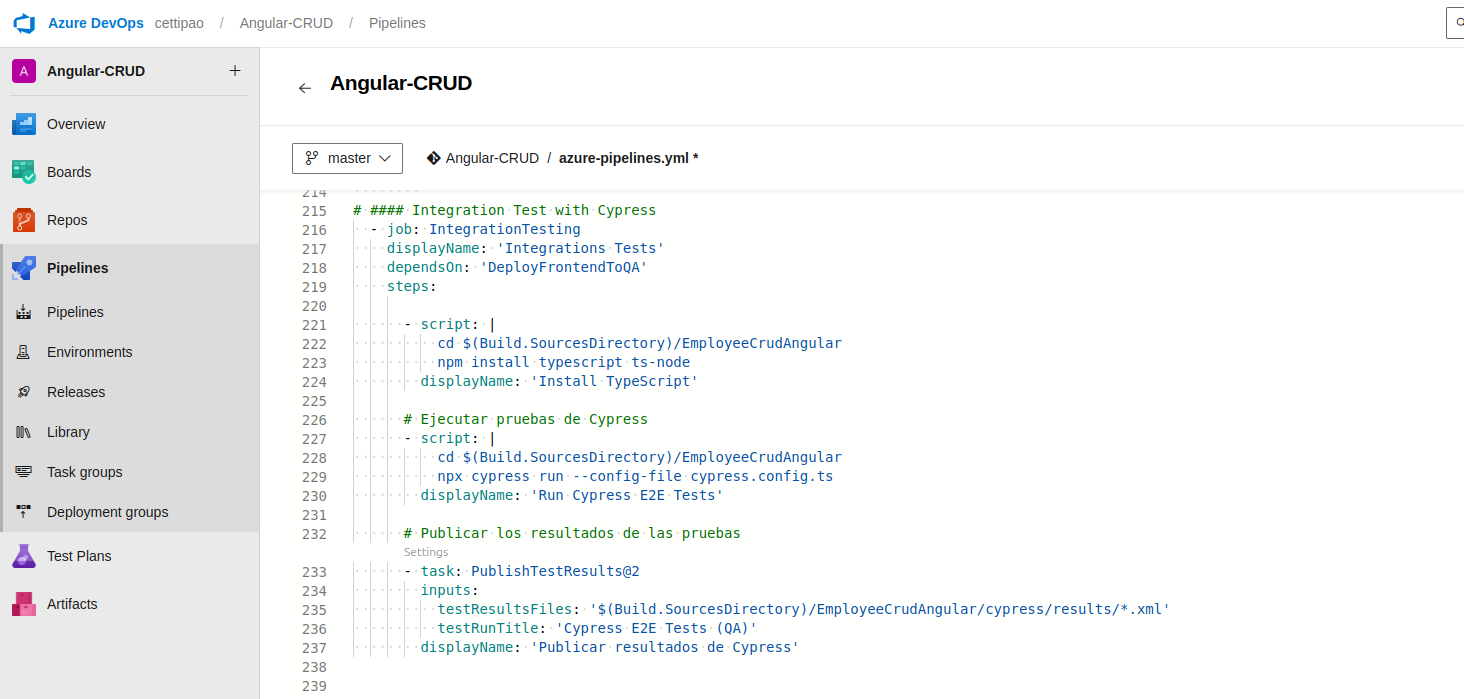 Azure DevOps cettipao / Angular-CRUD / Pipelines
A Angular-CRUD +
Overview
Boards
Repos
Pipelines
Pipelines
Environments
Releases
Library
Task groups
Deployment groups
Test Plans
Artifacts
Angular-CRUD
master Angular-CRUD / azure-pipelines.yml *
214
215 # #### Integration Test with Cypress
216 - job: IntegrationTesting
217 displayName: 'Integrations Tests'
218 dependsOn: 'DeployFrontendToQA'
219 steps:
220
221 - script: |
222 cd $(Build.SourcesDirectory)/EmployeeCrudAngular
223 npm install typescript ts-node
224 displayName: 'Install TypeScript'
225
226 # Ejecutar pruebas de Cypress
227 - script: |
228 cd $(Build.SourcesDirectory)/EmployeeCrudAngular
229 npx cypress run --config-file cypress.config.ts
230 displayName: 'Run Cypress E2E Tests'
231
232 # Publicar los resultados de las pruebas
Settings
233 - task: PublishTestResults@2
234 inputs:
235 testResultsFiles: '$(Build.SourcesDirectory)/EmployeeCrudAngular/cypress/results/*.xml'
236 testRunTitle: 'Cypress E2E Tests (QA)'
237 displayName: 'Publicar resultados de Cypress'
238
239